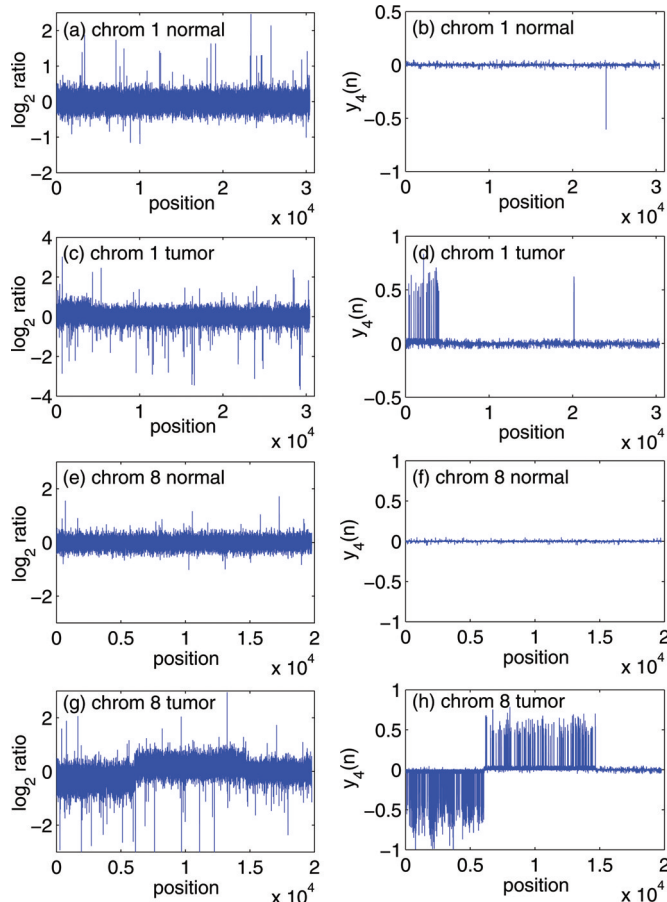 (a) chrom 1 normal
log2 ratio
2
1
0
−1
−2
0 1 2 3
position
x 10^4
(b) chrom 1 normal
y4(n)
0.5
0
−0.5
−1
0 1 2 3
position
x 10^4
(c) chrom 1 tumor
log2 ratio
4
2
0
−2
−4
0 1 2 3
position
x 10^4
(d) chrom 1 tumor
y4(n)
1
0.5
0
−0.5
0 1 2 3
position
x 10^4
(e) chrom 8 normal
log2 ratio
2
0
−2
0 0.5 1 1.5 2
position
x 10^4
(f) chrom 8 normal
y4(n)
1
0.5
0
−0.5
−1
0 0.5 1 1.5 2
position
x 10^4
(g) chrom 8 tumor
log2 ratio
2
0
−2
0 0.5 1 1.5 2
position
x 10^4
(h) chrom 8 tumor
y4(n)
1
0.5
0
−0.5
−1
0 0.5 1 1.5 2
position
x 10^4